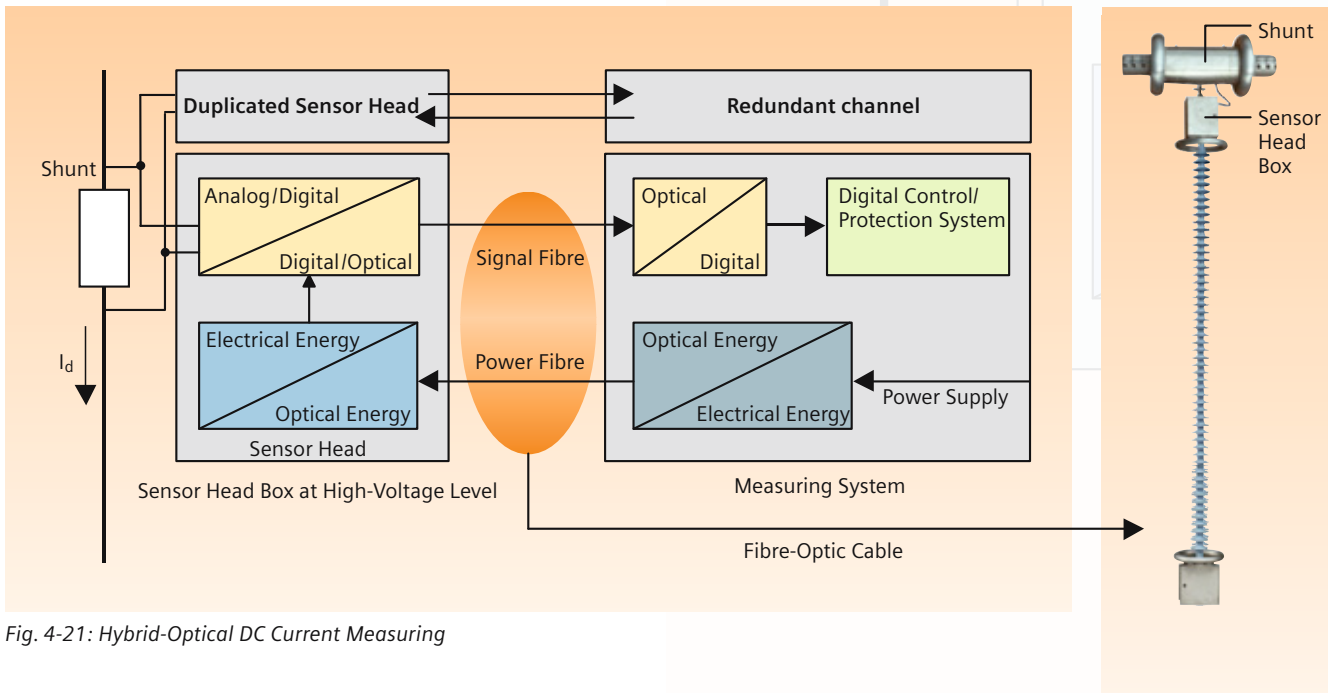 Duplicated Sensor Head
Redundant channel
Shunt
Analog/Digital
Digital/Optical
Signal Fibre
Optical
Digital
Digital Control/
Protection System
I_d
Electrical Energy
Optical Energy
Sensor Head
Power Fibre
Optical Energy
Electrical Energy
Power Supply
Sensor Head Box at High-Voltage Level
Measuring System
Fibre-Optic Cable
Shunt
Sensor
Head
Box
Fig. 4-21: Hybrid-Optical DC Current Measuring